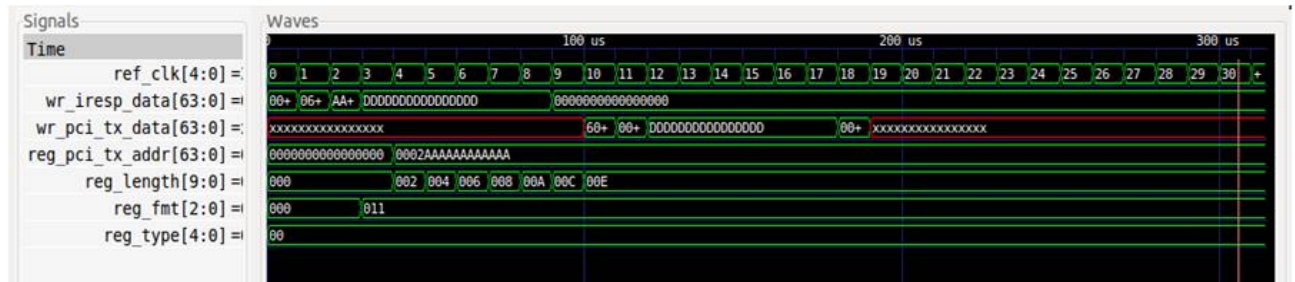 Signals Waves
Time 0 100 us 200 us 300 us
ref_clk[4:0] = 0 1 2 3 4 5 6 7 8 9 10 11 12 13 14 15 16 17 18 19 20 21 22 23 24 25 26 27 28 29 30 +
wr_iresp_data[63:0] = 00+ 06+ AA+ DDDDDDDDDDDDDDDD 0000000000000000
wr_pci_tx_data[63:0] = xxxxxxxxxxxxxxxx 60+ 00+ DDDDDDDDDDDDDDDD 00+ xxxxxxxxxxxxxxxx
reg_pci_tx_addr[63:0] = 0000000000000000 0002AAAAAAAAAAAA
reg_length[9:0] = 000 002 004 006 008 00A 00C 00E
reg_fmt[2:0] = 000 011
reg_type[4:0] = 00